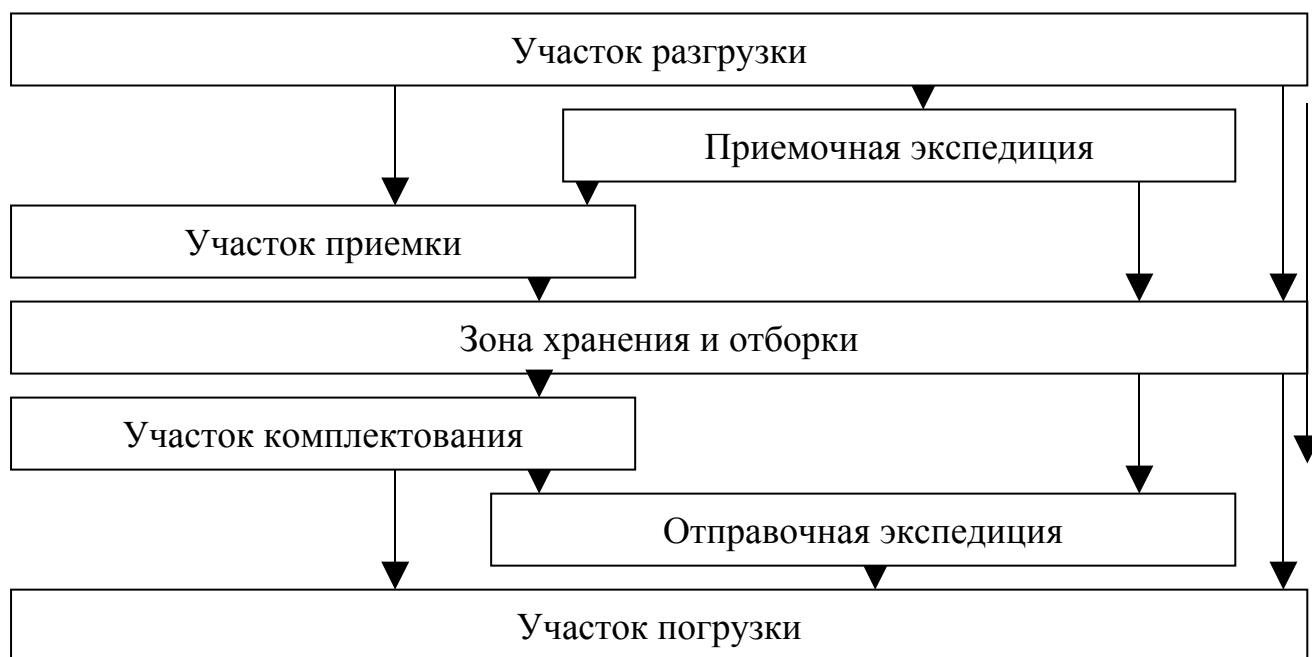 Участок разгрузки
Приемочная экспедиция
Участок приемки
Зона хранения и отборки
Участок комплектования
Отправочная экспедиция
Участок погрузки